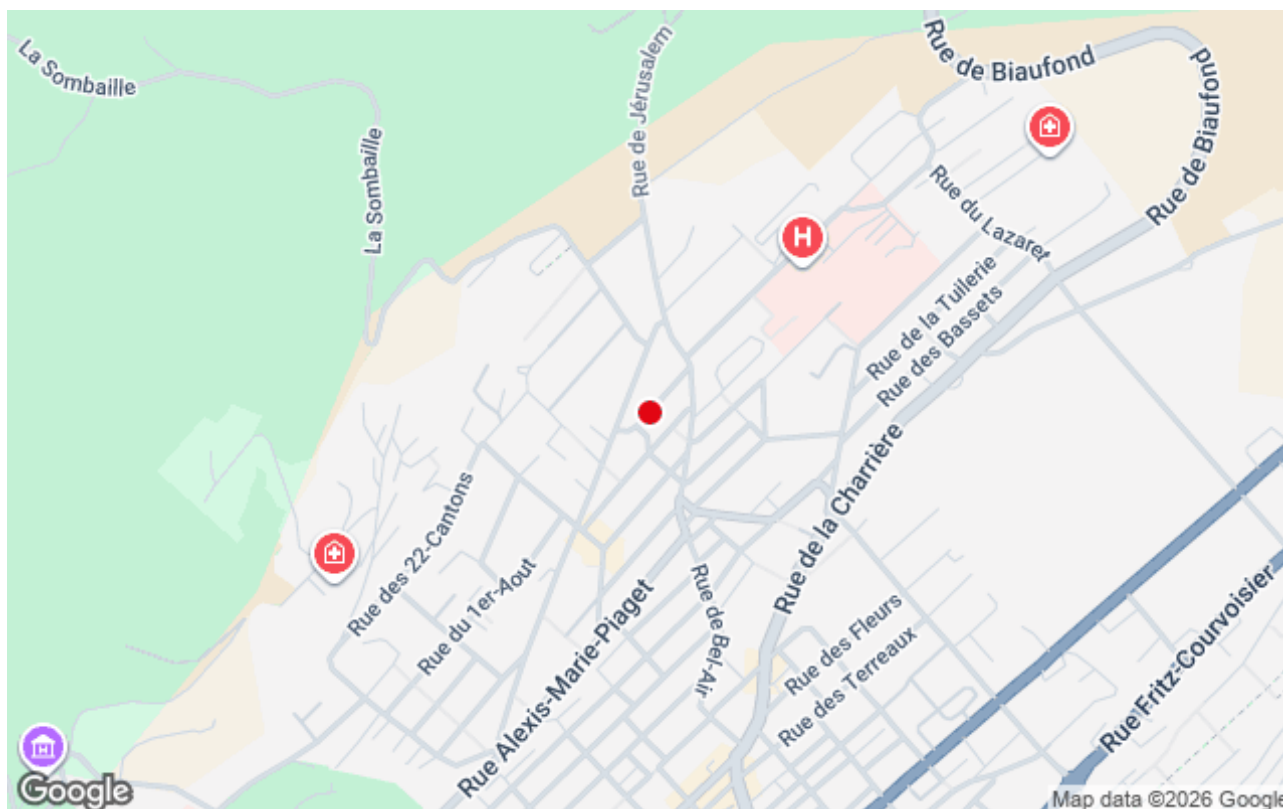 La Sombaille
La Sombaille
Rue de Jérusalem
Rue de Biaufond
Rue de Biaufond
H
Rue du Lazaret
Rue de la Tuilerie
Rue des Bassets
Rue de la Charrière
Rue des 22-Cantons
Rue du 1er-Aout
Rue Alexis-Marie-Piaget
Rue de Bel-Air
Rue des Fleurs
Rue des Terreaux
Rue Fritz-Courvoisier
Google
Map data ©2026 Google